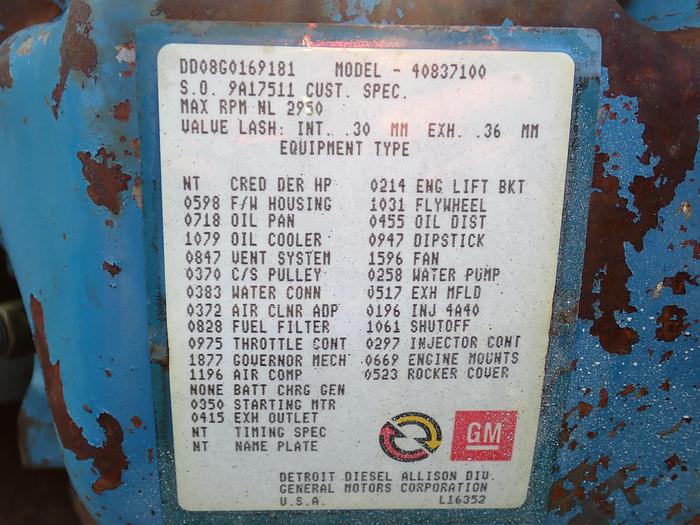 DD08G0169181 MODEL - 40837100
S.O. 9A17511 CUST. SPEC.
MAX RPM NL 2950
VALVE LASH: INT. .30 MM EXH. .36 MM
EQUIPMENT TYPE
NT CRED DER HP 0214 ENG LIFT BKT
0598 F/W HOUSING 1031 FLYWHEEL
0718 OIL PAN 0455 OIL DIST
1079 OIL COOLER 0947 DIPSTICK
0847 VENT SYSTEM 1596 FAN
0370 C/S PULLEY 0258 WATER PUMP
0383 WATER CONN 0517 EXH MFLD
0372 AIR CLNR ADP 0196 INJ 4A40
0828 FUEL FILTER 1061 SHUTOFF
0975 THROTTLE CONT 0297 INJECTOR CONT
1877 GOVERNOR MECH 0669 ENGINE MOUNTS
1196 AIR COMP 0523 ROCKER COVER
NONE BATT CHRG GEN
0350 STARTING MTR
0415 EXH OUTLET
NT TIMING SPEC
NT NAME PLATE
GM
DETROIT DIESEL ALLISON DIV.
GENERAL MOTORS CORPORATION
U.S.A. L16352